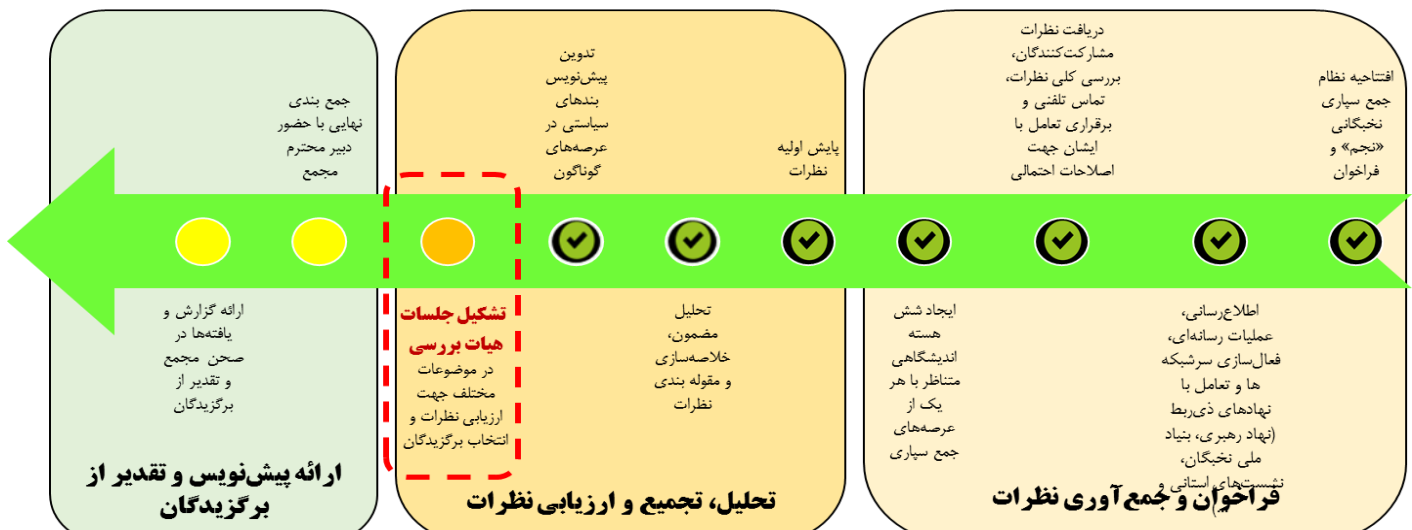 افتتاحیه نظام
جمع سپاری
نخبگانی
«نجم» و
فراخوان
اطلاع‌رسانی،
عملیات رسانه‌ای،
فعال‌سازی سرشبکه
ها و تعامل با
نهادهای ذی‌ربط
(نهاد رهبری، بنیاد
ملی نخبگان،
نشست‌های استانی و
دریافت نظرات
مشارکت‌کنندگان،
بررسی کلی نظرات،
تماس تلفنی و
برقراری تعامل با
ایشان جهت
اصلاحات احتمالی
ایجاد شش
هسته
اندیشگاهی
متناظر با هر
یک از
عرصه‌های
جمع سپاری
فراخوان و جمع‌آوری نظرات
پایش اولیه
نظرات
تحلیل
مضمون،
خلاصه‌سازی
و مقوله بندی
نظرات
تدوین
پیش‌نویس
بندهای
سیاستی در
عرصه‌های
گوناگون
تشکیل جلسات
هیات بررسی
در موضوعات
مختلف جهت
ارزیابی نظرات و
انتخاب برگزیدگان
تحلیل، تجمیع و ارزیابی نظرات
جمع بندی
نهایی با حضور
دبیر محترم
مجمع
ارائه گزارش و
یافته‌ها در
صحن مجمع
و تقدیر از
برگزیدگان
ارائه پیش‌نویس و تقدیر از
برگزیدگان